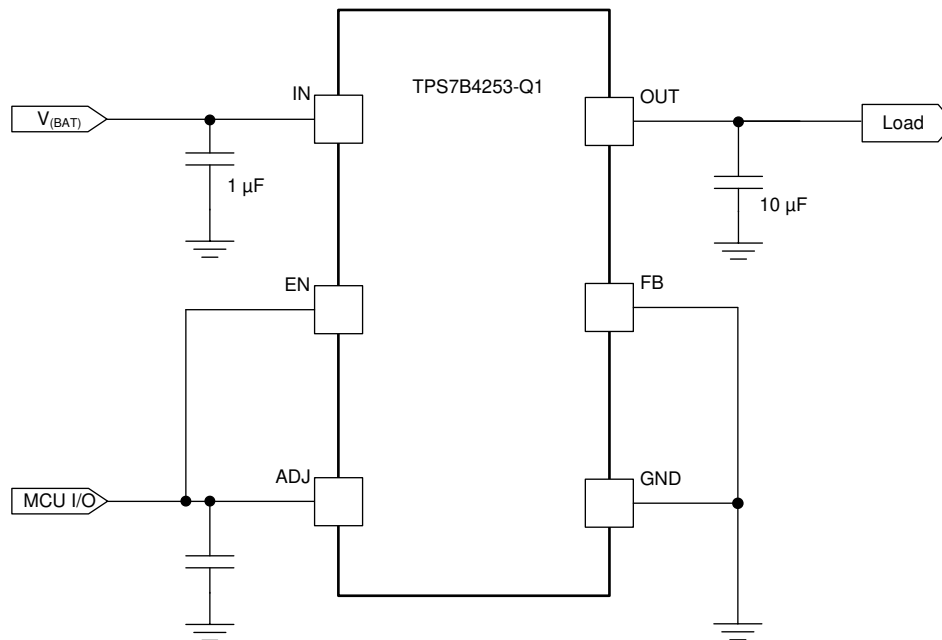 TPS7B4253-Q1
IN
OUT
V(BAT)
Load
1 µF
10 µF
EN
FB
ADJ
GND
MCU I/O